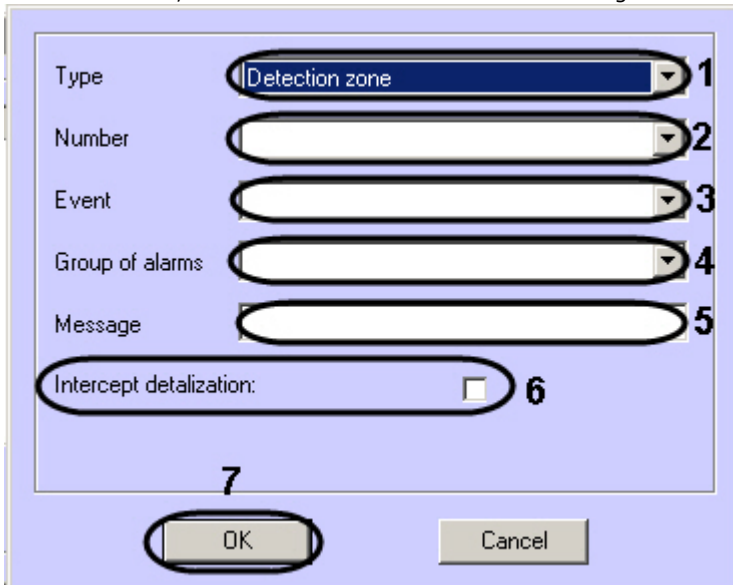 Type Detection zone 1
Number 2
Event 3
Group of alarms 4
Message 5
Intercept detalization: 6
7
OK Cancel